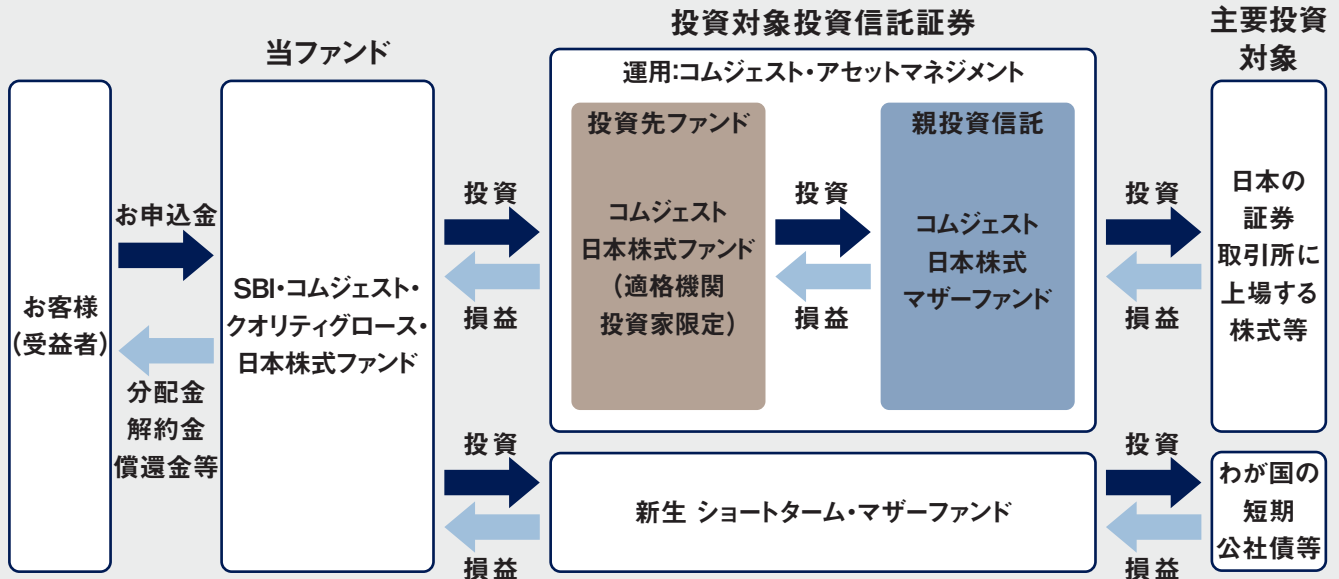 当ファンド
投資対象投資信託証券
主要投資
対象
お客様
(受益者)
お申込金
分配金
解約金
償還金等
SBI・コムジェスト・
クオリティグロース・
日本株式ファンド
投資
損益
運用:コムジェスト・アセットマネジメント
投資先ファンド
コムジェスト
日本株式ファンド
(適格機関
投資家限定)
投資
損益
親投資信託
コムジェスト
日本株式
マザーファンド
投資
損益
日本の
証券
取引所に
上場する
株式等
投資
損益
新生 ショートターム・マザーファンド
投資
損益
わが国の
短期
公社債等